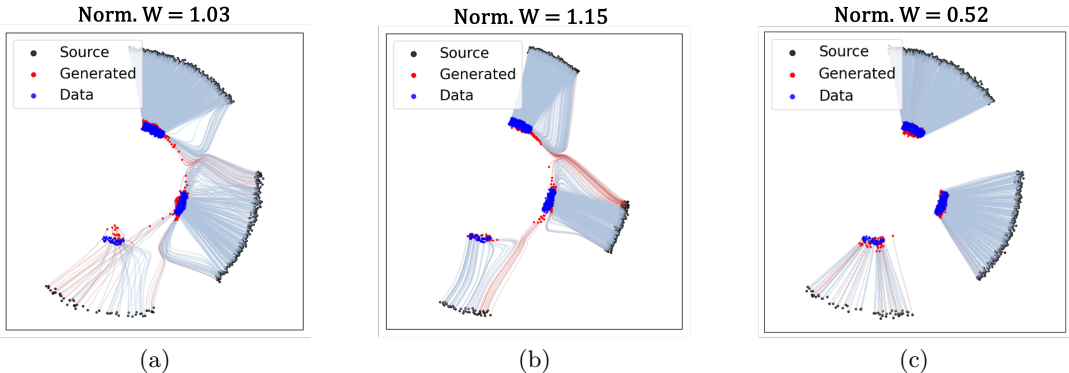 Norm. W = 1.03
Source
Generated
Data
(a)
Norm. W = 1.15
Source
Generated
Data
(b)
Norm. W = 0.52
Source
Generated
Data
(c)